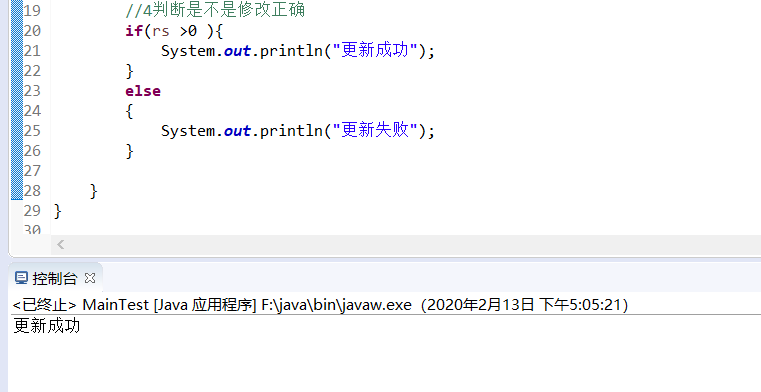 19 //4判断是不是修改正确
20 if(rs >0 ){
21 System.out.println("更新成功");
22 }
23 else
24 {
25 System.out.println("更新失败");
26 }
27
28 }
29 }
30
控制台
<已终止> MainTest [Java 应用程序] F:\java\bin\javaw.exe（2020年2月13日 下午5:05:21）
更新成功